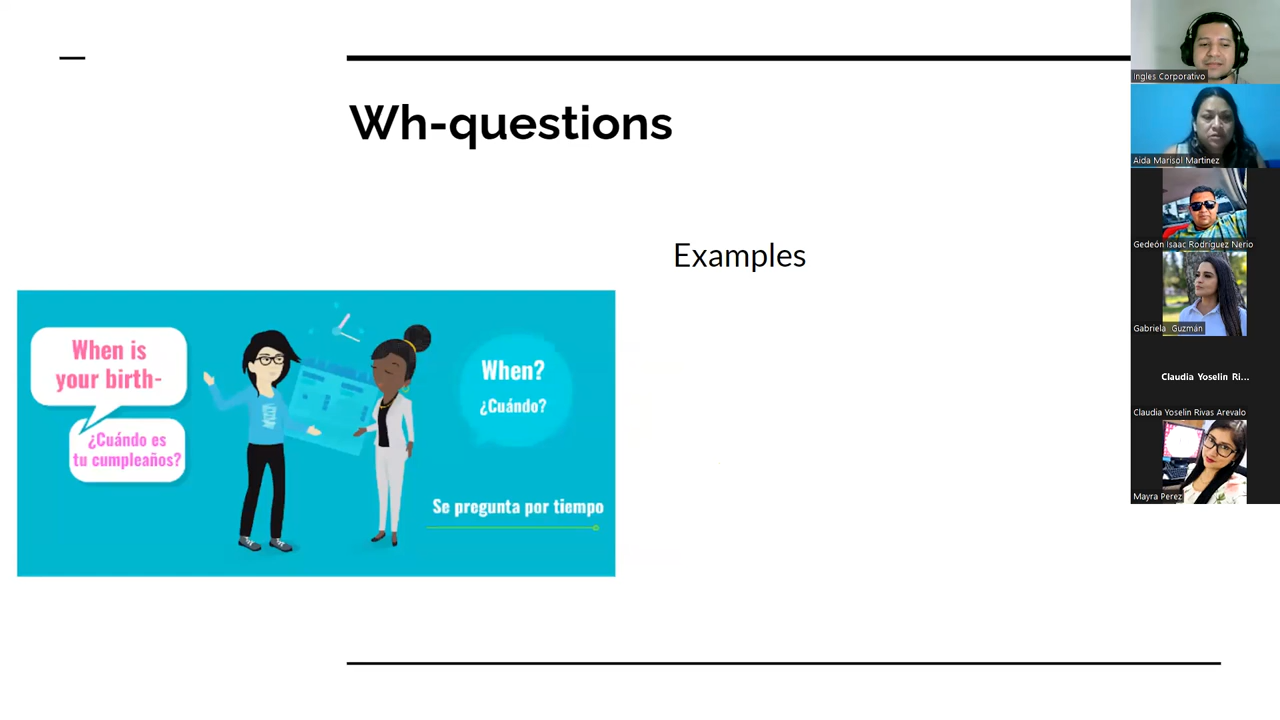 Wh-questions
Examples
When is
your birth-
¿Cuándo es
tu cumpleaños?
When?
¿Cuándo?
Se pregunta por tiempo
Ingles Corporativo
Aida Marisol Martinez
Gedeón Isaac Rodríguez Nerio
Gabriela Guzmán
Claudia Yoselin Ri...
Claudia Yoselin Rivas Arevalo
Mayra Perez